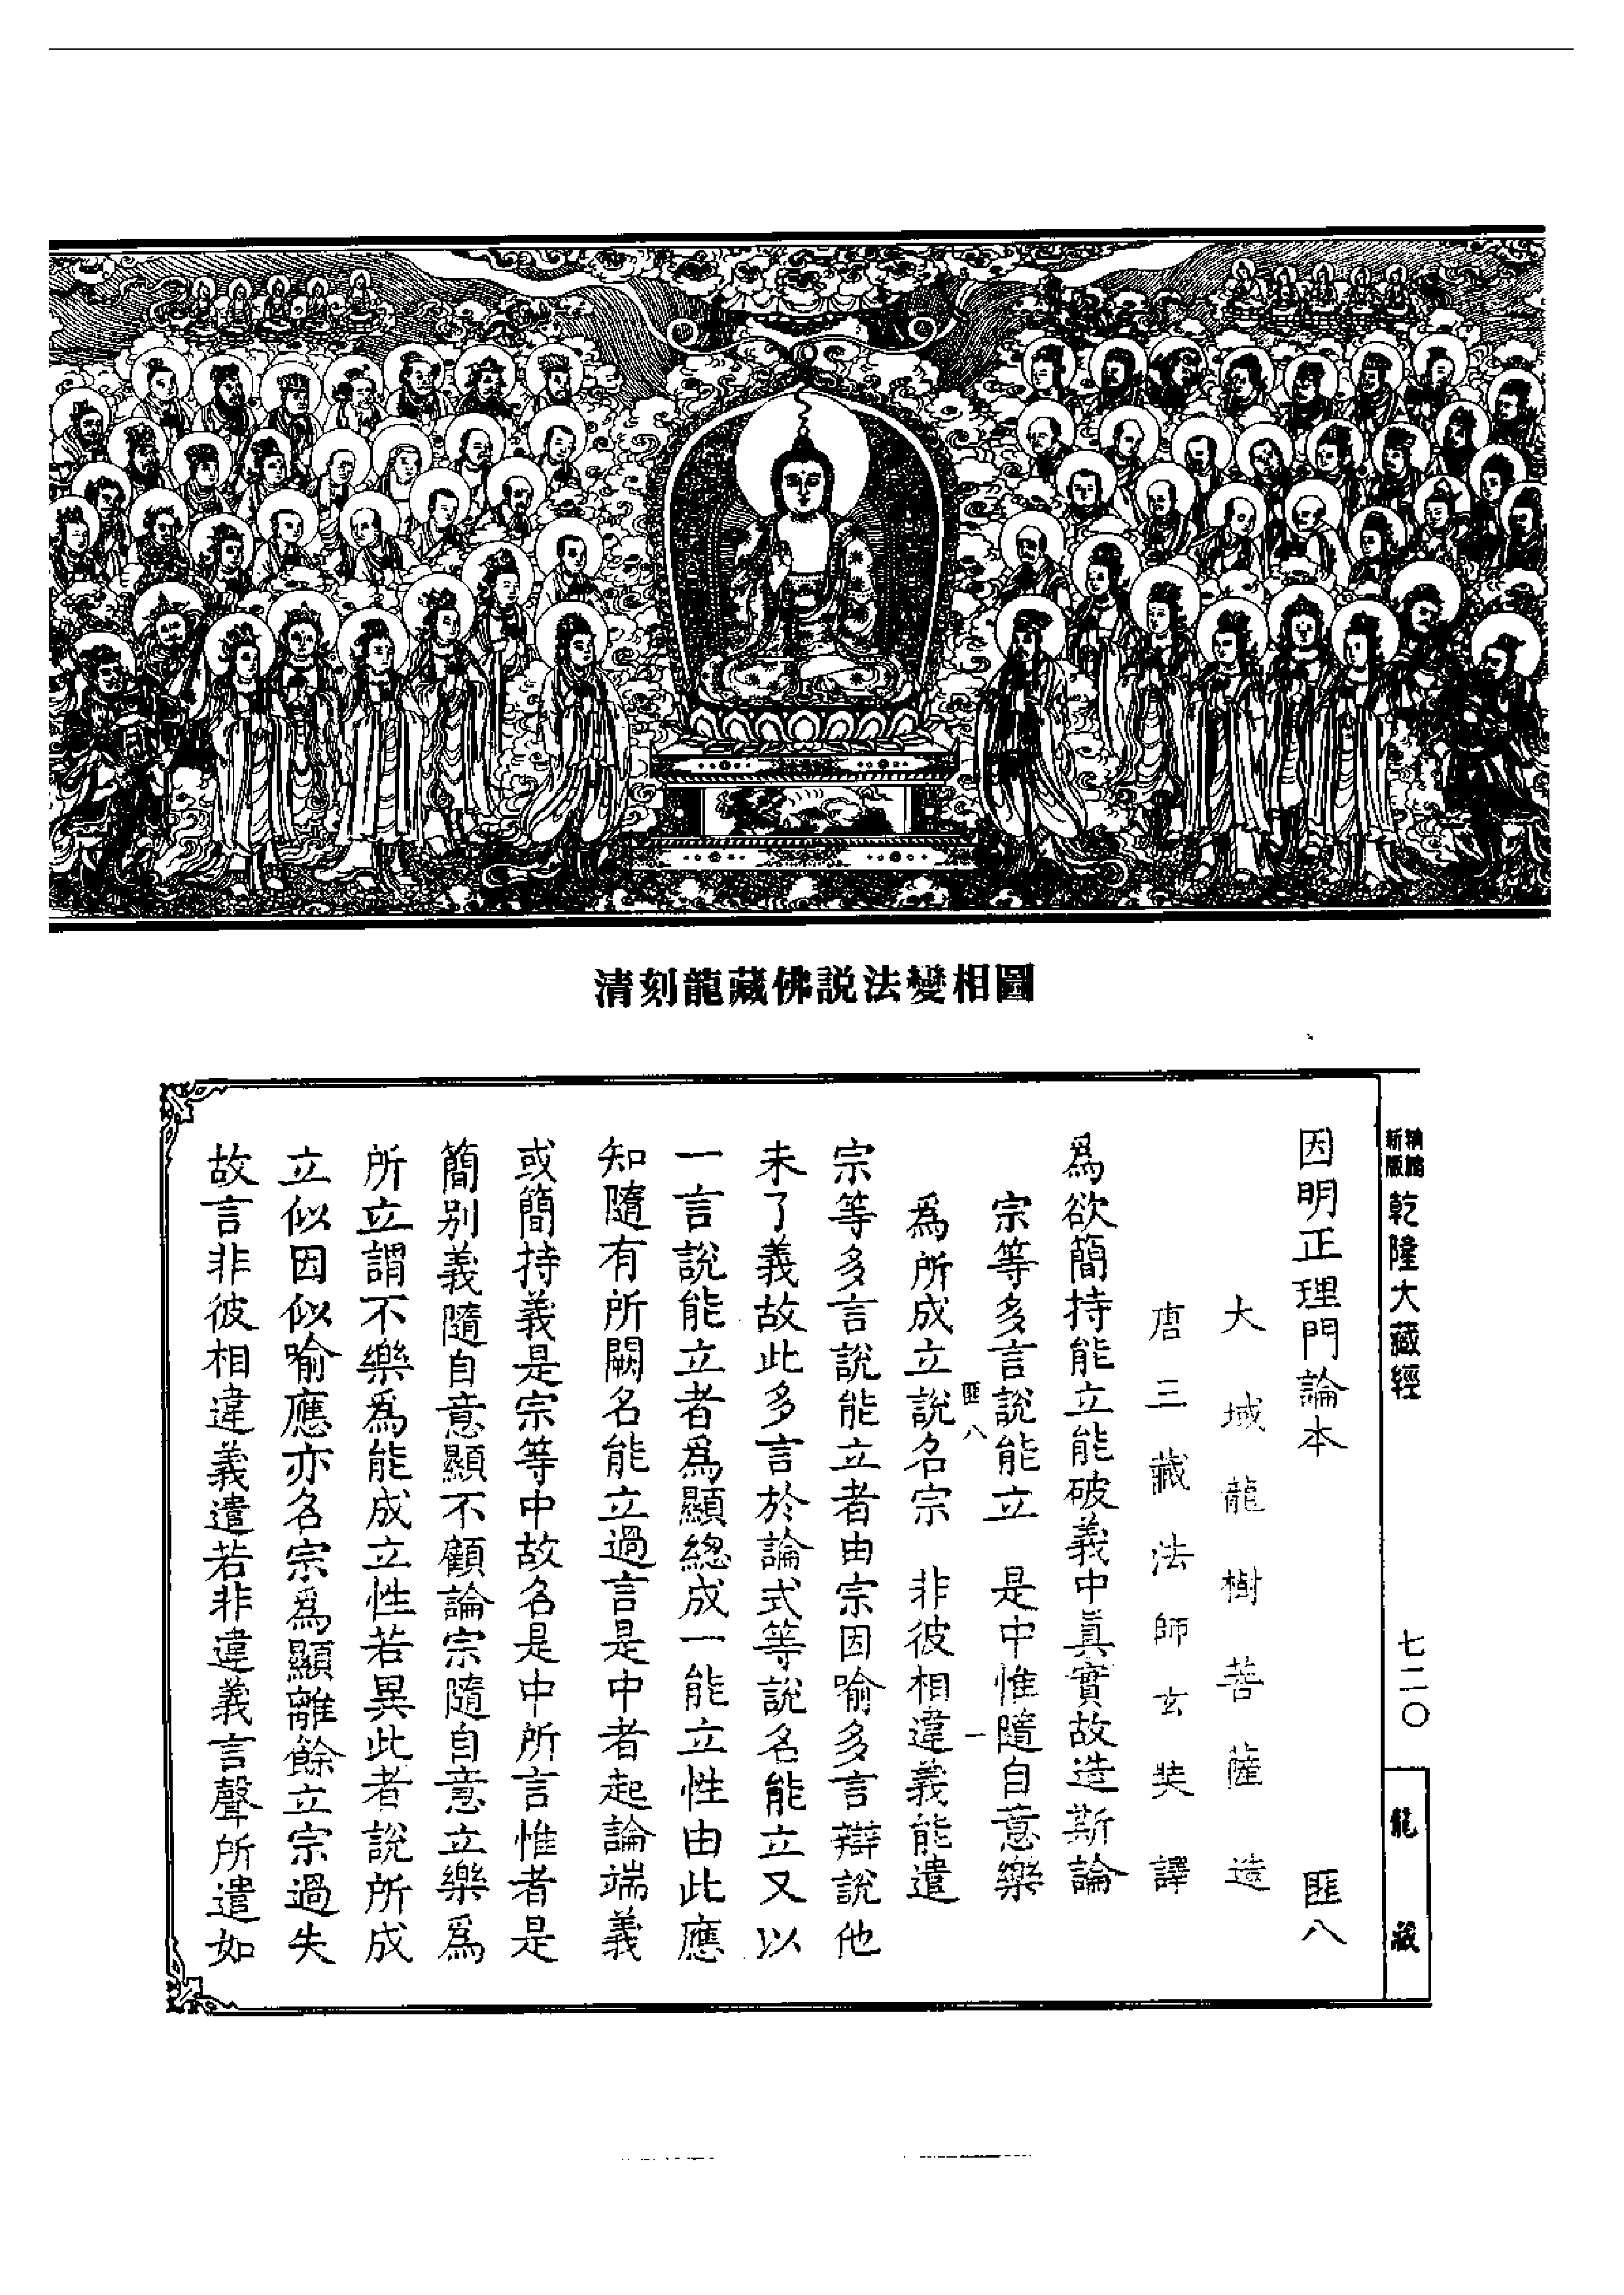 清刻龍藏佛説法變相圖
新版 精縮
乾隆大藏經
七二〇
龍藏
因明正理門論本 匪八
大域龍樹菩薩造
唐三藏法師玄奘譯
爲欲簡持能立能破義中眞實故造斯論
宗等多言說能立 是中惟隨自意樂
匪八 一
爲所成立說名宗 非彼相違義能遣
宗等多言說能立者由宗因喻多言辯說他
未了義故此多言於論式等說名能立又以
一言說能立者爲顯總成一能立性由此應
知隨有所闕名能立過言是中者起論端義
或簡持義是宗等中故名是中所言惟者是
簡别義隨自意顯不顧論宗隨自意立樂爲
所立謂不樂爲能成立性若異此者說所成
立似因似喻應亦名宗爲顯離餘立宗過失
故言非彼相違義遣若非違義言聲所遣如